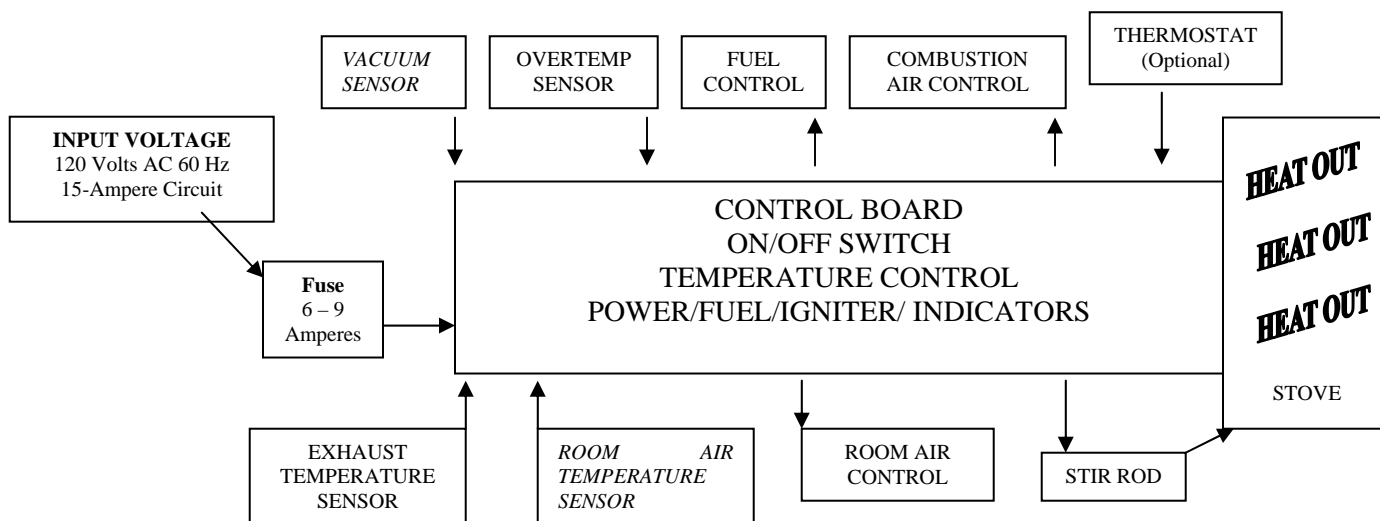 VACUUM
SENSOR
OVERTEMP
SENSOR
FUEL
CONTROL
COMBUSTION
AIR CONTROL
THERMOSTAT
(Optional)
INPUT VOLTAGE
120 Volts AC 60 Hz
15-Ampere Circuit
Fuse
6 – 9
Amperes
CONTROL BOARD
ON/OFF SWITCH
TEMPERATURE CONTROL
POWER/FUEL/IGNITER/ INDICATORS
HEAT OUT
HEAT OUT
HEAT OUT
STOVE
EXHAUST
TEMPERATURE
SENSOR
ROOM AIR
TEMPERATURE
SENSOR
ROOM AIR
CONTROL
STIR ROD